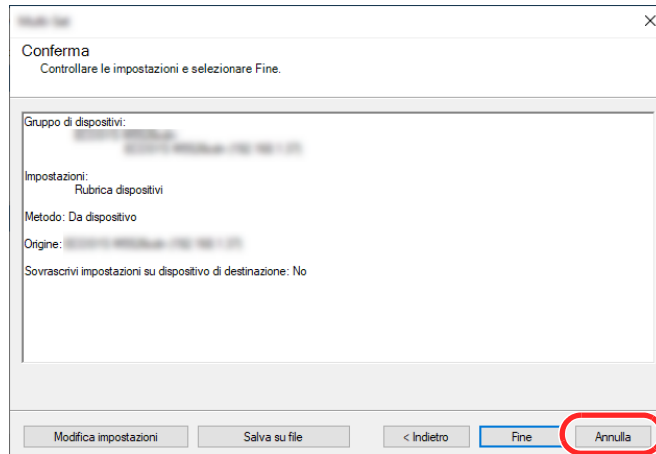 Conferma
Controllare le impostazioni e selezionare Fine.
Gruppo di dispositivi:
Impostazioni:
Rubrica dispositivi
Metodo: Da dispositivo
Origine:
Sovrascrivi impostazioni su dispositivo di destinazione: No
Modifica impostazioni
Salva su file
< Indietro
Fine
Annulla